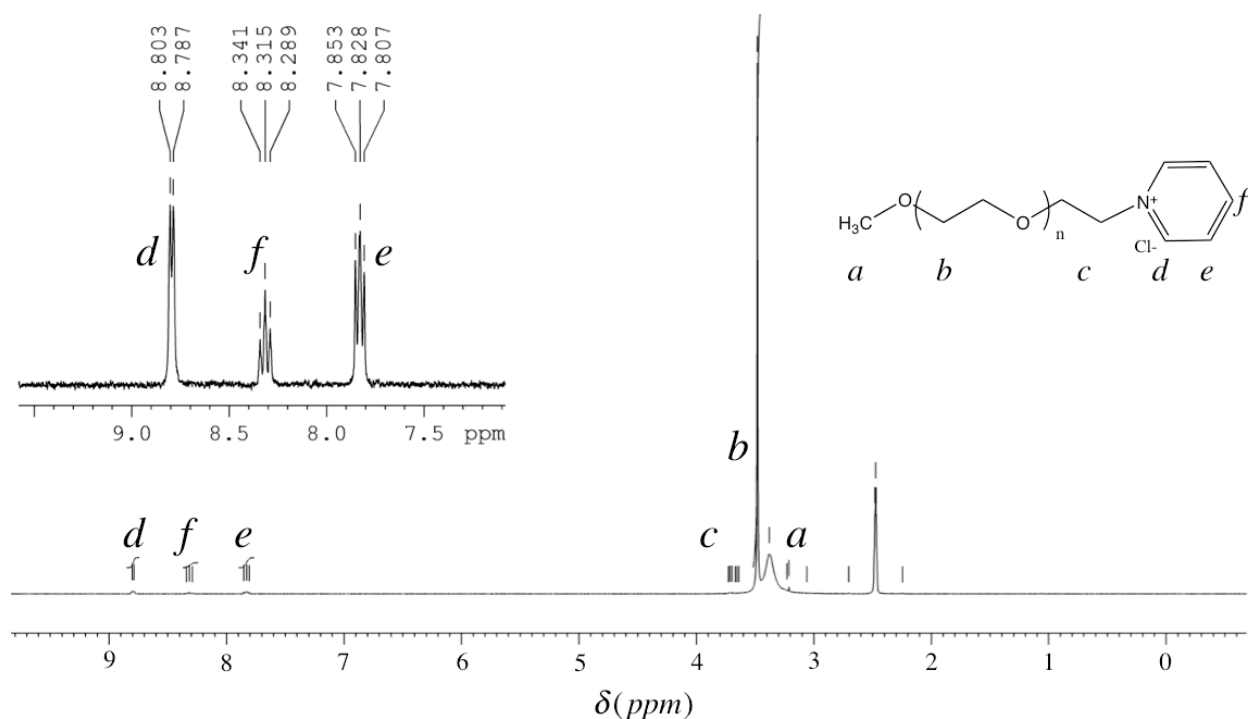 8.803
8.787
8.341
8.315
8.289
7.853
7.828
7.807
d
f
e
9.0 8.5 8.0 7.5 ppm
H₃C O ( O ) n N⁺ f
Cl-
a b c d e
b
d f e c a
9 8 7 6 5 4 3 2 1 0
δ(ppm)